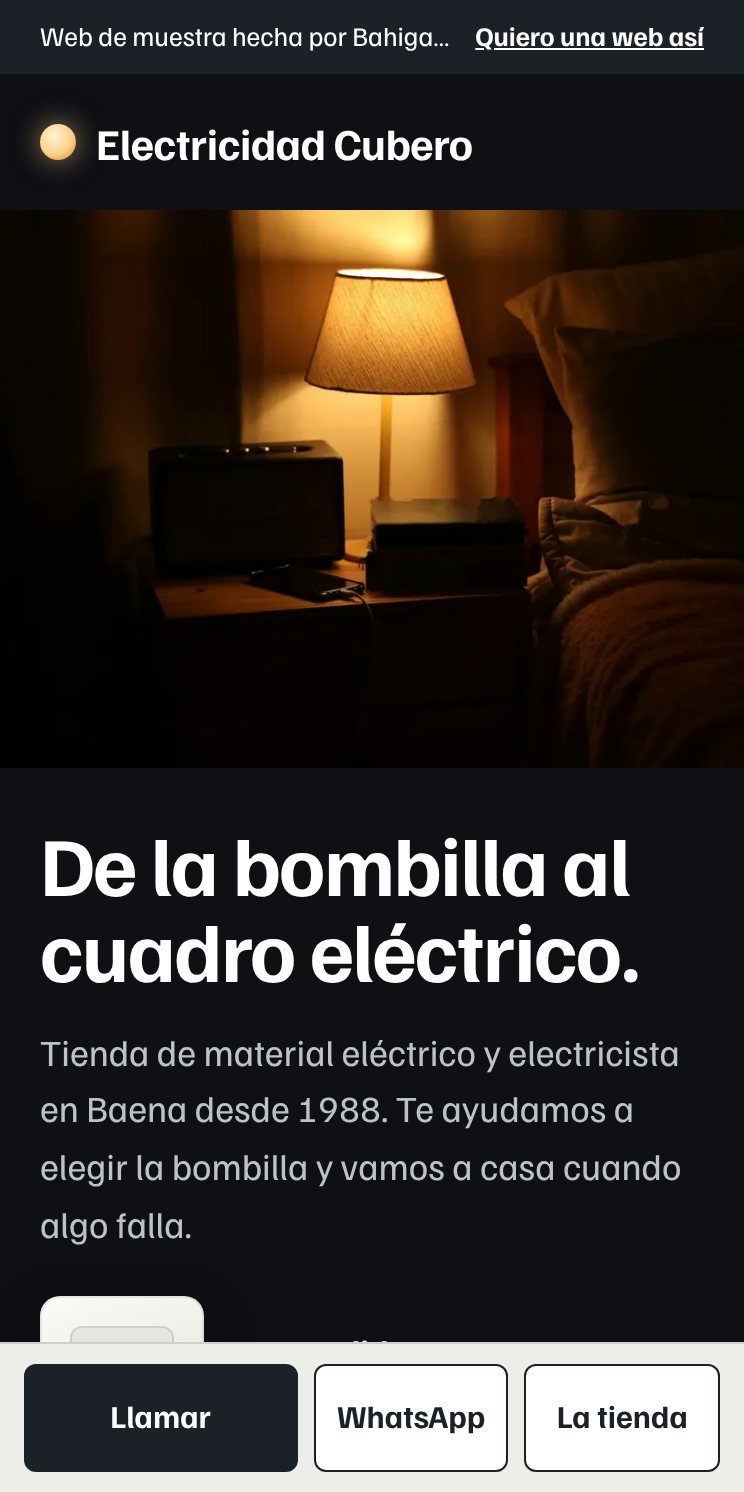 Web de muestra hecha por Bahiga... Quiero una web así
Electricidad Cubero
De la bombilla al
cuadro eléctrico.
Tienda de material eléctrico y electricista
en Baena desde 1988. Te ayudamos a
elegir la bombilla y vamos a casa cuando
algo falla.
Llamar WhatsApp La tienda